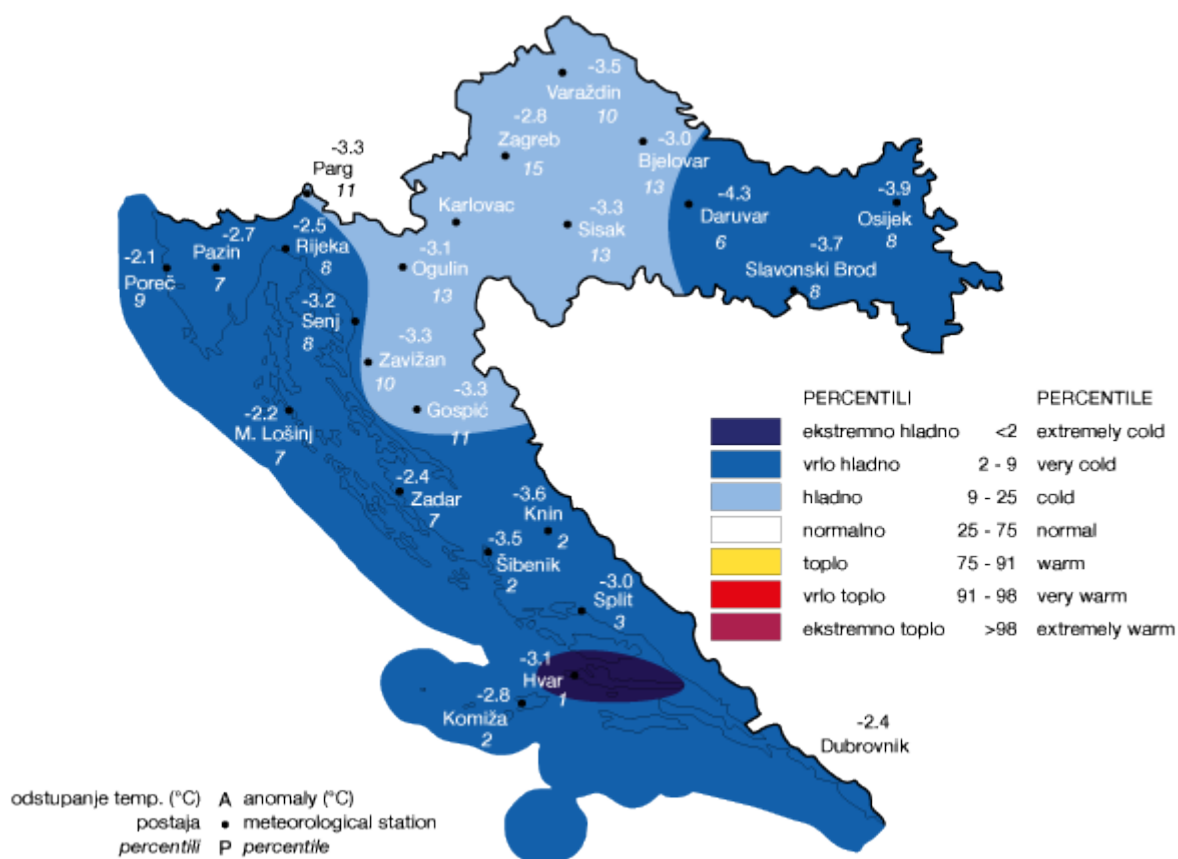 -3.5
Varaždin
10
-2.8
Zagreb
15
-3.0
Bjelovar
13
-3.3
Parg
11
-4.3
Daruvar
6
-3.9
Osijek
8
Karlovac
-3.3
Sisak
13
-2.5
Rijeka
8
-2.7
Pazin
7
-2.1
Poreč
9
-3.1
Ogulin
13
-3.7
Slavonski Brod
8
-3.2
Senj
8
-3.3
Zavižan
10
-3.3
Gospić
11
-2.2
M. Lošinj
7
-2.4
Zadar
7
-3.6
Knin
2
-3.5
Šibenik
2
-3.0
Split
3
-3.1
Hvar
1
-2.8
Komiža
2
-2.4
Dubrovnik
PERCENTILI PERCENTILE
ekstremno hladno <2 extremely cold
vrlo hladno 2 - 9 very cold
hladno 9 - 25 cold
normalno 25 - 75 normal
toplo 75 - 91 warm
vrlo toplo 91 - 98 very warm
ekstremno toplo >98 extremely warm
odstupanje temp. (°C) A anomaly (°C)
postaja • meteorological station
percentili P percentile